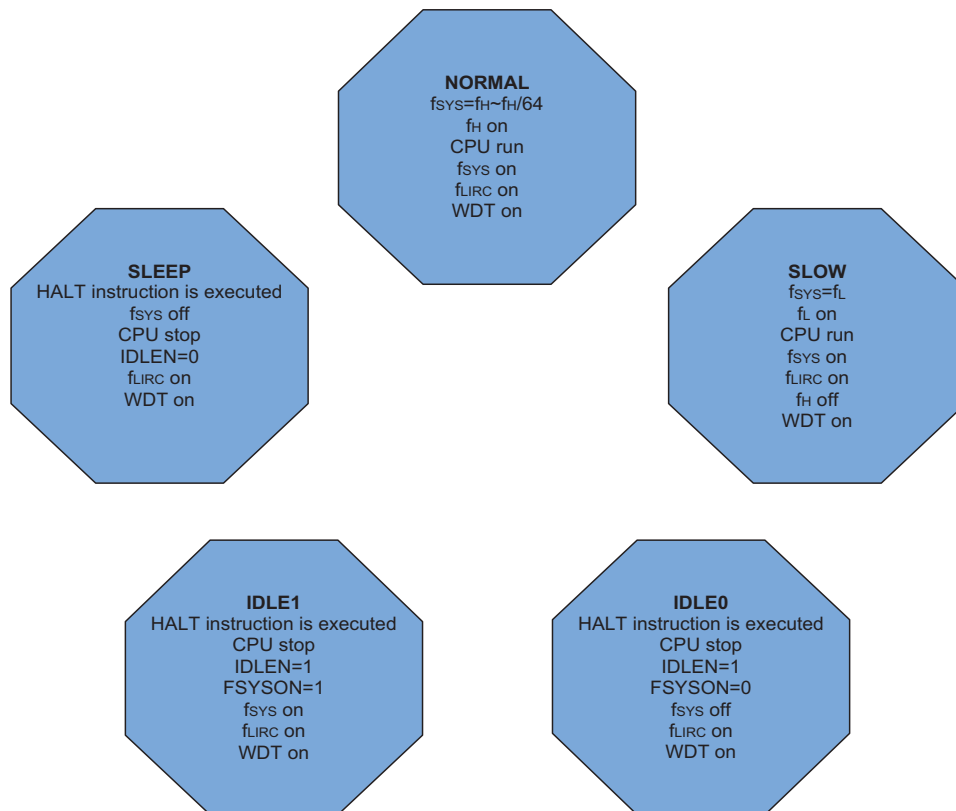 NORMAL
fSYS=fH~fH/64
fH on
CPU run
fSYS on
fLIRC on
WDT on
SLEEP
HALT instruction is executed
fSYS off
CPU stop
IDLEN=0
fLIRC on
WDT on
SLOW
fSYS=fL
fL on
CPU run
fSYS on
fLIRC on
fH off
WDT on
IDLE1
HALT instruction is executed
CPU stop
IDLEN=1
FSYSON=1
fSYS on
fLIRC on
WDT on
IDLE0
HALT instruction is executed
CPU stop
IDLEN=1
FSYSON=0
fSYS off
fLIRC on
WDT on